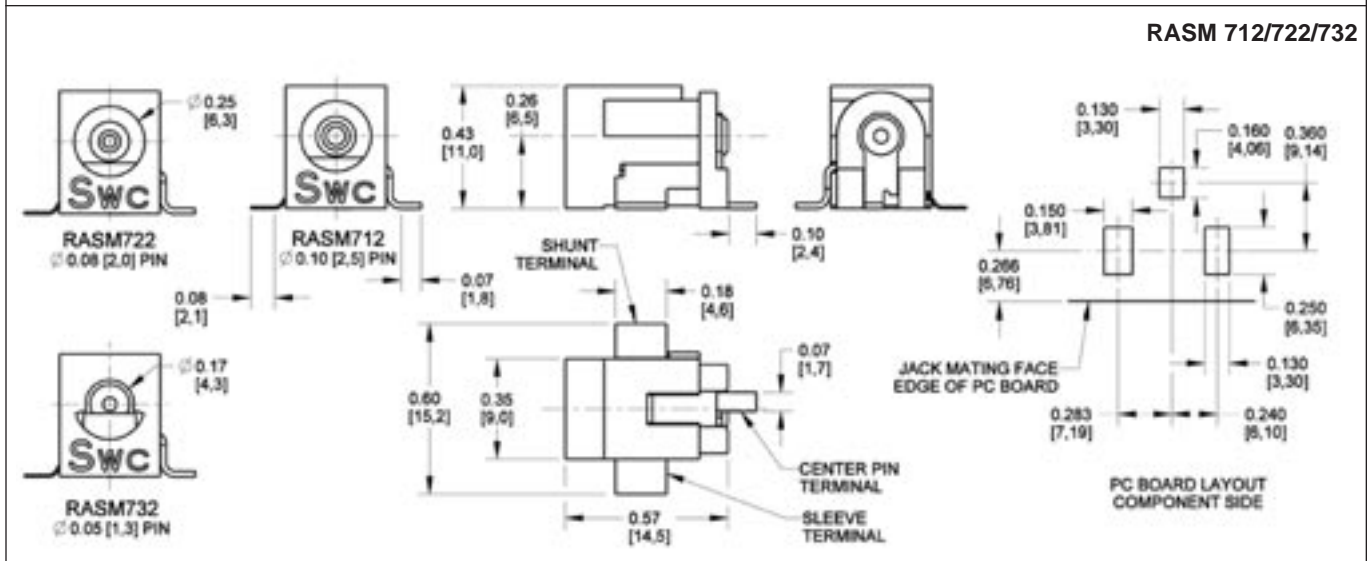 RASM 712/722/732
Ø 0.25
[6,3]
SWC
RASM722
Ø 0.08 [2,0] PIN
SWC
RASM712
Ø 0.10 [2,5] PIN
0.08
[2,1]
0.07
[1,8]
0.43
[11,0]
0.26
[6,5]
0.10
[2,4]
SHUNT
TERMINAL
0.18
[4,6]
0.60
[15,2]
0.35
[9,0]
0.07
[1,7]
CENTER PIN
TERMINAL
SLEEVE
TERMINAL
0.57
[14,5]
Ø 0.17
[4,3]
SWC
RASM732
Ø 0.05 [1,3] PIN
0.130
[3,30]
0.160
[4,06]
0.360
[9,14]
0.150
[3,81]
0.266
[6,76]
0.250
[6,35]
0.130
[3,30]
JACK MATING FACE
EDGE OF PC BOARD
0.283
[7,19]
0.240
[6,10]
PC BOARD LAYOUT
COMPONENT SIDE